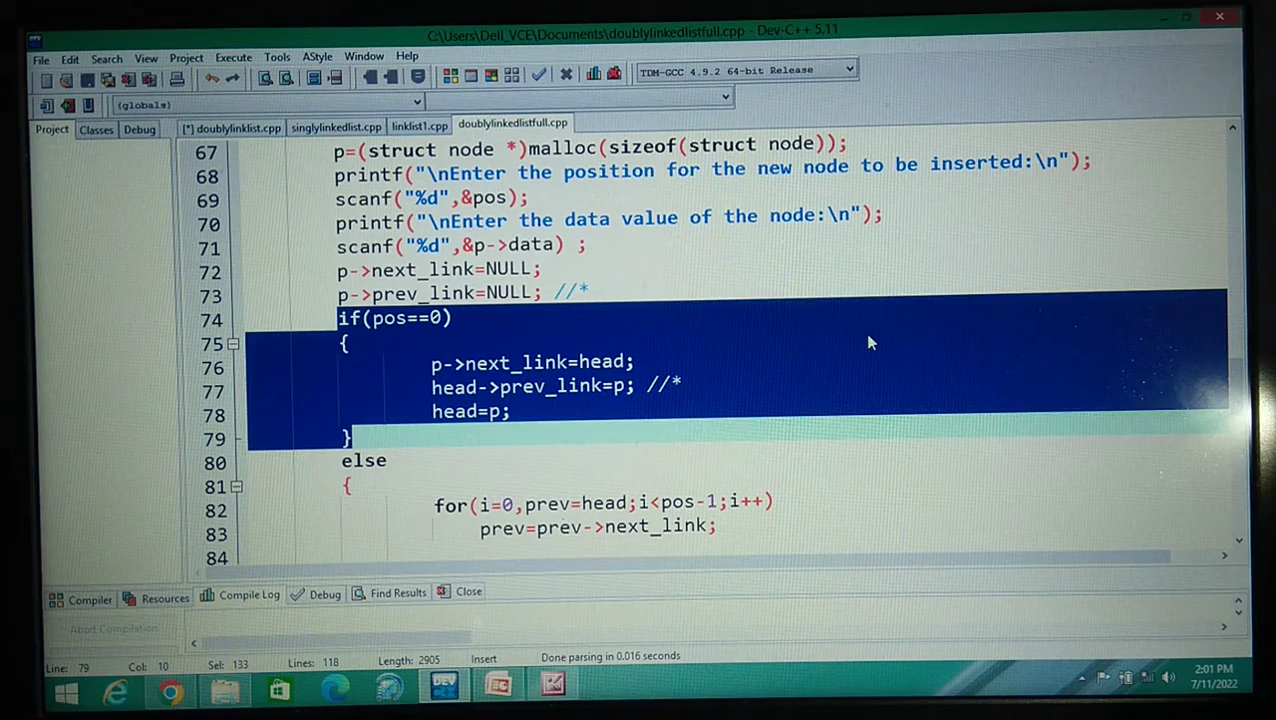 C:\Users\Dell_VCE\Documents\doublylinkedlistfull.cpp - Dev-C++ 5.11
File Edit Search View Project Execute Tools AStyle Window Help
TDM-GCC 4.9.2 64-bit Release
(globals)
Project Classes Debug [*] doublylinklist.cpp singlylinkedlist.cpp linklist1.cpp doublylinkedlistfull.cpp
67 p=(struct node *)malloc(sizeof(struct node));
68 printf("\nEnter the position for the new node to be inserted:\n");
69 scanf("%d",&pos);
70 printf("\nEnter the data value of the node:\n");
71 scanf("%d",&p->data) ;
72 p->next_link=NULL;
73 p->prev_link=NULL; //*
74 if(pos==0)
75 {
76 p->next_link=head;
77 head->prev_link=p; //*
78 head=p;
79 }
80 else
81 {
82 for(i=0,prev=head;i<pos-1;i++)
83 prev=prev->next_link;
84
Compiler Resources Compile Log Debug Find Results Close
Abort Compilation
Line: 79 Col: 10 Sel: 133 Lines: 118 Length: 2905 Insert Done parsing in 0.016 seconds
DEV
2:01 PM
7/11/2022